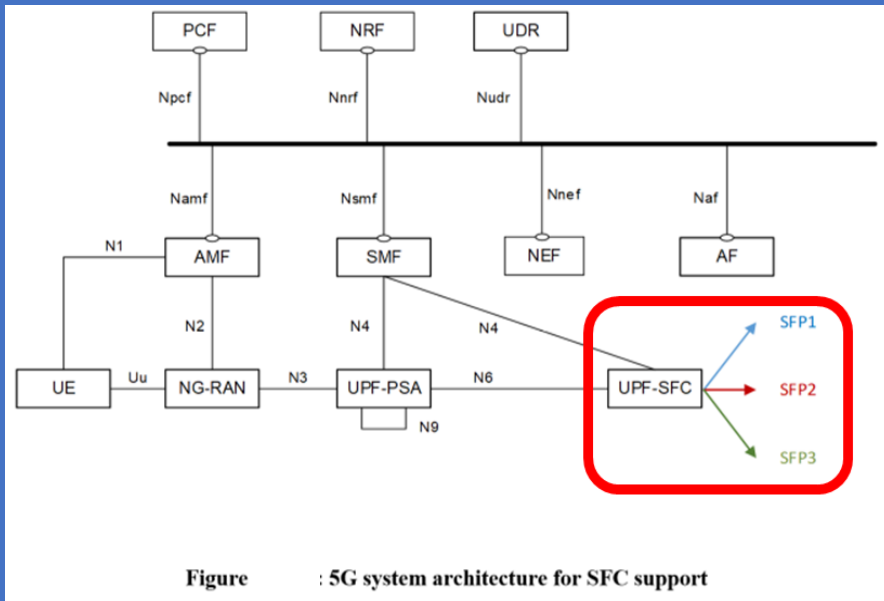 PCF NRF UDR
Npcf Nnrf Nudr
Namf Nsmf Nnef Naf
N1 AMF SMF NEF AF
N2 N4 N4 SFP1
UE Uu NG-RAN N3 UPF-PSA N6 UPF-SFC SFP2
N9
SFP3
Figure : 5G system architecture for SFC support